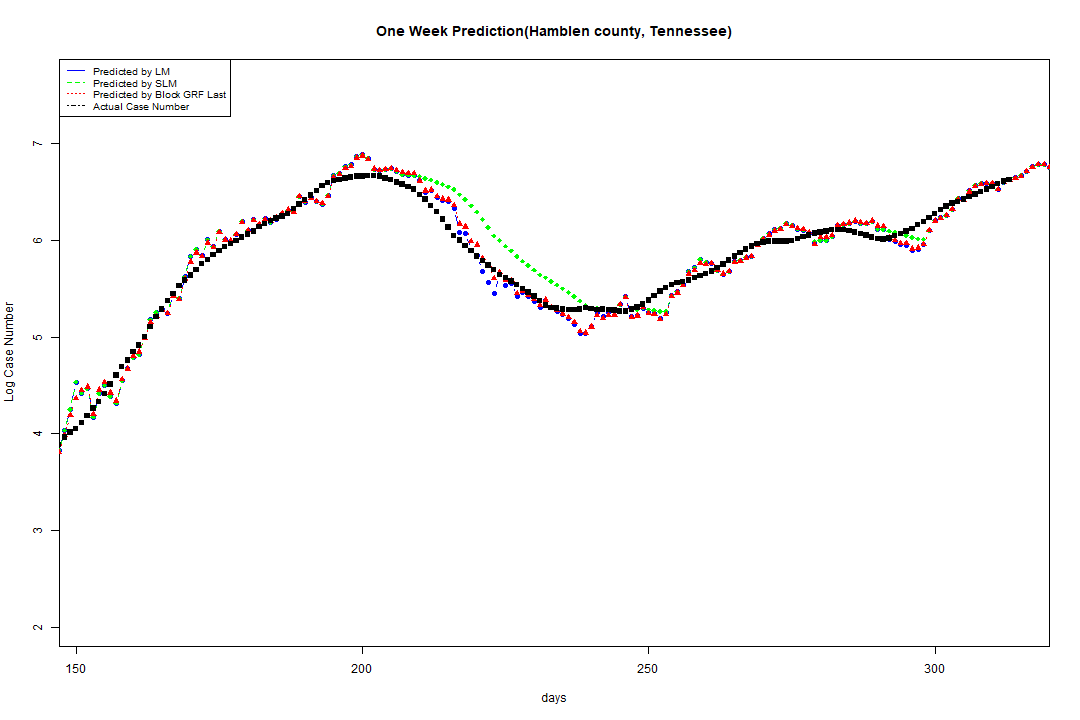 One Week Prediction(Hamblen county, Tennessee)
Predicted by LM
Predicted by SLM
Predicted by Block GRF Last
Actual Case Number
Log Case Number
7
6
5
4
3
2
150 200 250 300
days